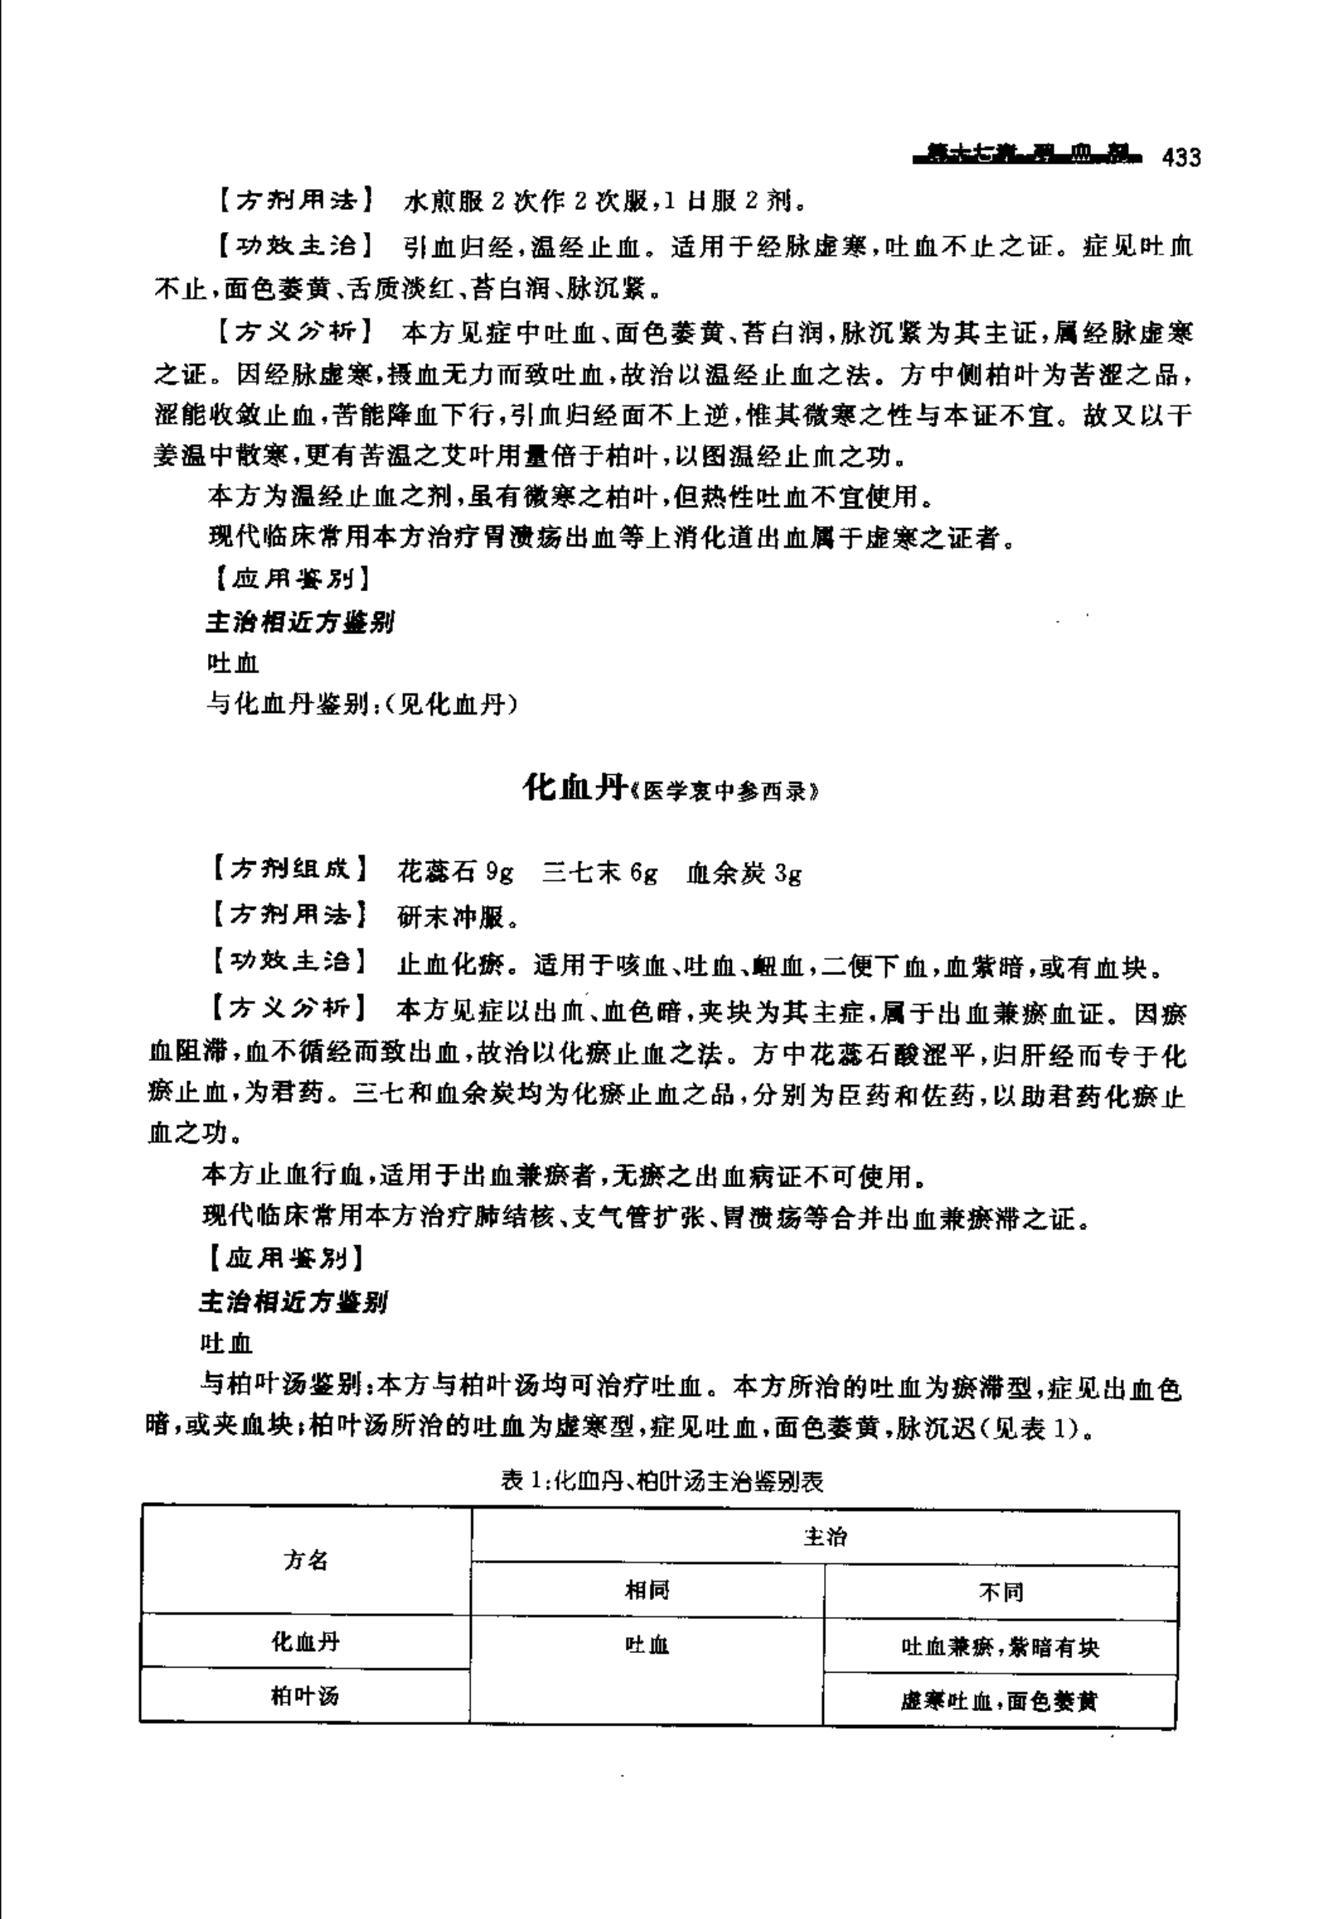 第十七章 理 血 剂 433
【方剂用法】 水煎服2次作2次服,1日服2剂。
【功效主治】 引血归经,温经止血。适用于经脉虚寒,吐血不止之证。症见吐血
不止,面色萎黄、舌质淡红、苔白润、脉沉紧。
【方义分析】 本方见症中吐血、面色萎黄、苔白润,脉沉紧为其主证,属经脉虚寒
之证。因经脉虚寒,摄血无力而致吐血,故治以温经止血之法。方中侧柏叶为苦涩之品,
涩能收敛止血,苦能降血下行,引血归经面不上逆,惟其微寒之性与本证不宜。故又以干
姜温中散寒,更有苦温之艾叶用量倍于柏叶,以图温经止血之功。
本方为温经止血之剂,虽有微寒之柏叶,但热性吐血不宜使用。
现代临床常用本方治疗胃溃疡出血等上消化道出血属于虚寒之证者。
【应用鉴别】
主治相近方鉴别
吐血
与化血丹鉴别:(见化血丹)
化血丹《医学衷中参西录》
【方剂组成】 花蕊石9g 三七末6g 血余炭3g
【方剂用法】 研末冲服。
【功效主治】 止血化瘀。适用于咳血、吐血、衄血,二便下血,血紫暗,或有血块。
【方义分析】 本方见症以出血、血色暗,夹块为其主症,属于出血兼瘀血证。因瘀
血阻滞,血不循经而致出血,故治以化瘀止血之法。方中花蕊石酸涩平,归肝经而专于化
瘀止血,为君药。三七和血余炭均为化瘀止血之品,分别为臣药和佐药,以助君药化瘀止
血之功。
本方止血行血,适用于出血兼瘀者,无瘀之出血病证不可使用。
现代临床常用本方治疗肺结核、支气管扩张、胃溃疡等合并出血兼瘀滞之证。
【应用鉴别】
主治相近方鉴别
吐血
与柏叶汤鉴别:本方与柏叶汤均可治疗吐血。本方所治的吐血为瘀滞型,症见出血色
暗,或夹血块;柏叶汤所治的吐血为虚寒型,症见吐血,面色萎黄,脉沉迟(见表1)。
表1:化血丹、柏叶汤主治鉴别表
方名 主治
相同 不同
化血丹 吐血 吐血兼瘀,紫暗有块
柏叶汤 虚寒吐血,面色萎黄